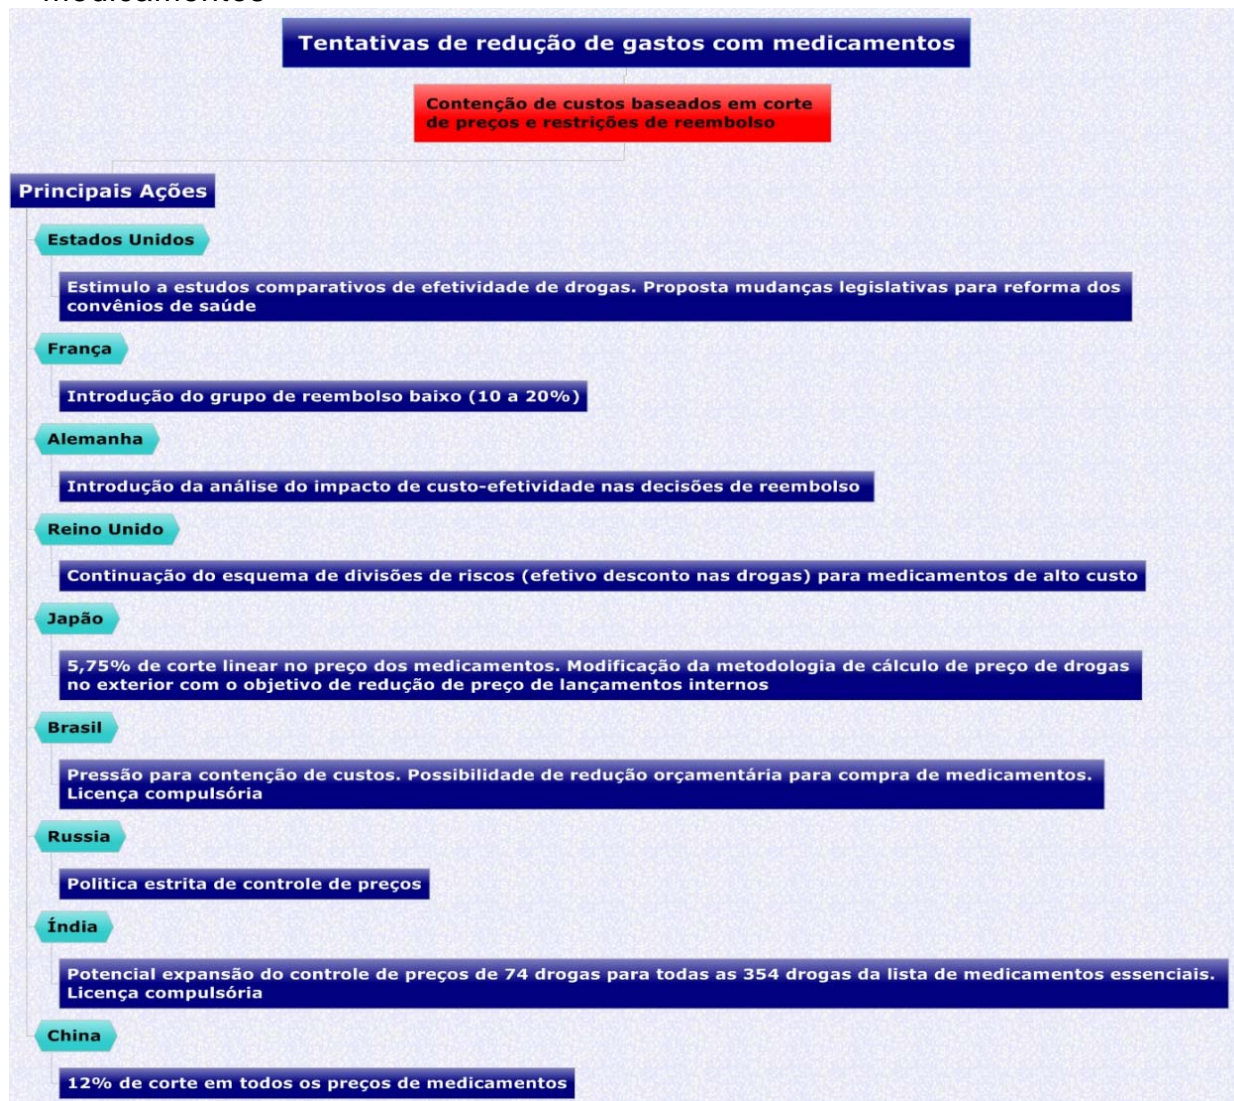 Medicamentos
Tentativas de redução de gastos com medicamentos
Contenção de custos baseados em corte
de preços e restrições de reembolso
Principais Ações
Estados Unidos
Estimulo a estudos comparativos de efetividade de drogas. Proposta mudanças legislativas para reforma dos
convênios de saúde
França
Introdução do grupo de reembolso baixo (10 a 20%)
Alemanha
Introdução da análise do impacto de custo-efetividade nas decisões de reembolso
Reino Unido
Continuação do esquema de divisões de riscos (efetivo desconto nas drogas) para medicamentos de alto custo
Japão
5,75% de corte linear no preço dos medicamentos. Modificação da metodologia de cálculo de preço de drogas
no exterior com o objetivo de redução de preço de lançamentos internos
Brasil
Pressão para contenção de custos. Possibilidade de redução orçamentária para compra de medicamentos.
Licença compulsória
Russia
Politica estrita de controle de preços
Índia
Potencial expansão do controle de preços de 74 drogas para todas as 354 drogas da lista de medicamentos essenciais.
Licença compulsória
China
12% de corte em todos os preços de medicamentos